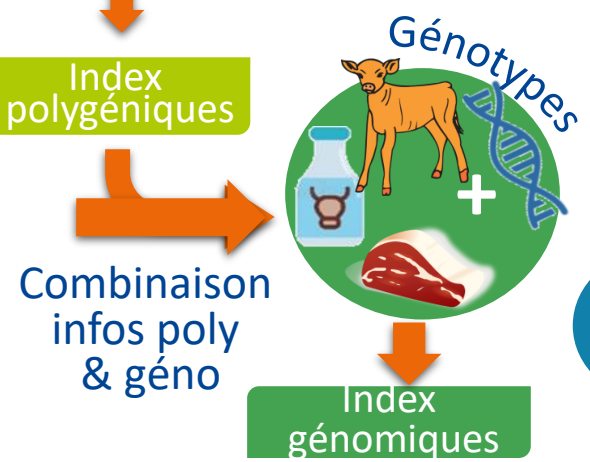 Génotypes
Index
polygéniques
+
Combinaison
infos poly
& géno
Index
génomiques